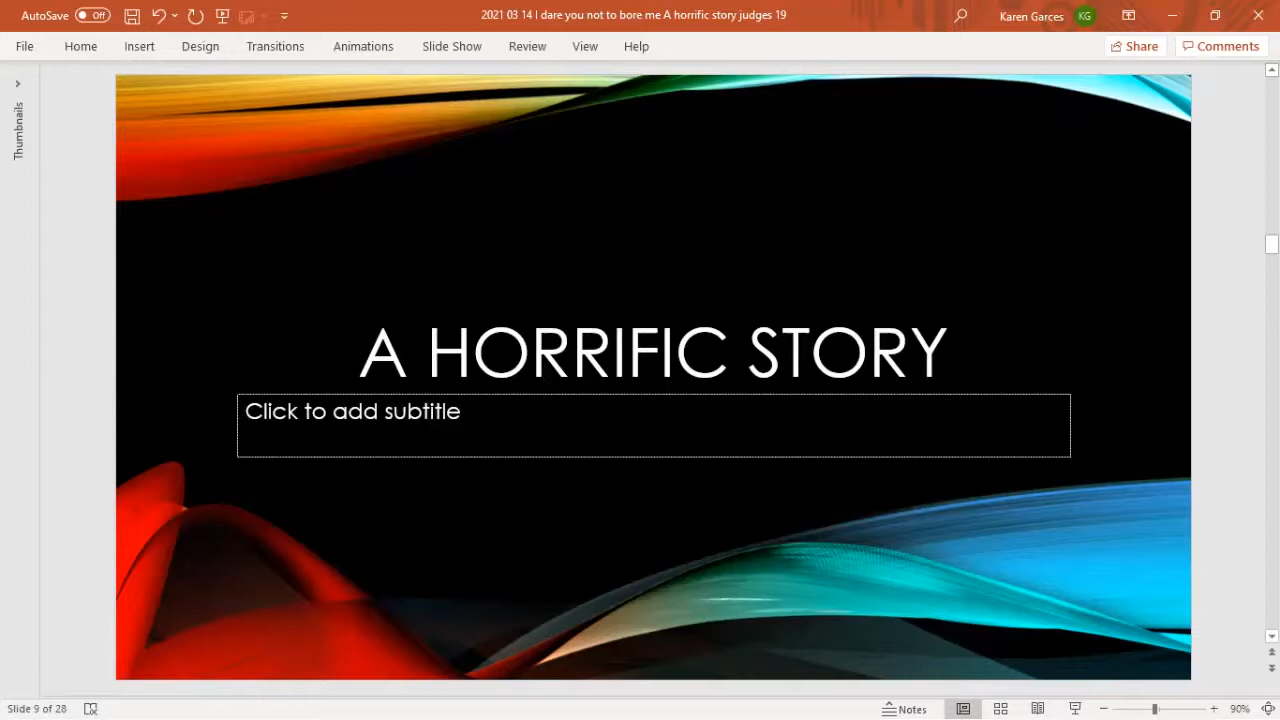 AutoSave Off 2021 03 14 I dare you not to bore me A horrific story judges 19 Karen Garces KG
File Home Insert Design Transitions Animations Slide Show Review View Help Share Comments
Thumbnails
A HORRIFIC STORY
Click to add subtitle
Slide 9 of 28 Notes 90%